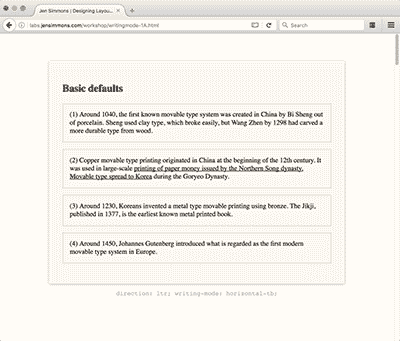 Jen Simmons | Designing Layou...
labs.jensimmons.com/workshop/writingmode-1A.html
Search
Basic defaults
(1) Around 1040, the first known movable type system was created in China by Bi Sheng out
of porcelain. Sheng used clay type, which broke easily, but Wang Zhen by 1298 had carved a
more durable type from wood.
(2) Copper movable type printing originated in China at the beginning of the 12th century. It
was used in large-scale printing of paper money issued by the Northern Song dynasty.
Movable type spread to Korea during the Goryeo Dynasty.
(3) Around 1230, Koreans invented a metal type movable printing using bronze. The Jikji,
published in 1377, is the earliest known metal printed book.
(4) Around 1450, Johannes Gutenberg introduced what is regarded as the first modern
movable type system in Europe.
direction: ltr; writing-mode: horizontal-tb;